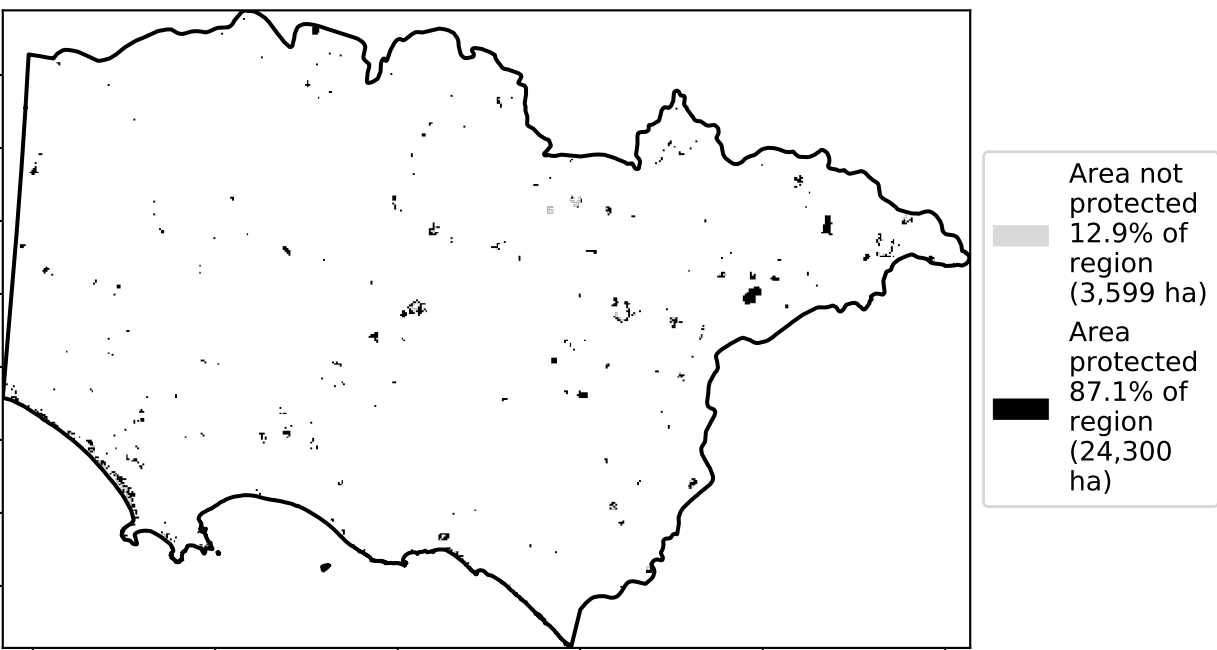 Area not
protected
12.9% of
region
(3,599 ha)
Area
protected
87.1% of
region
(24,300
ha)